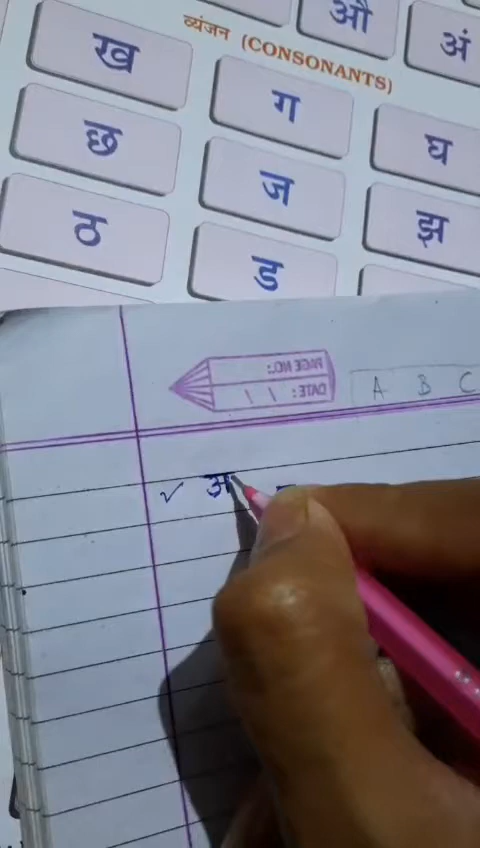 औ अं
व्यंजन (CONSONANTS)
ख ग घ
छ ज झ
ठ ड
PAGE NO.:
DATE: / /
A B C
✓ अ